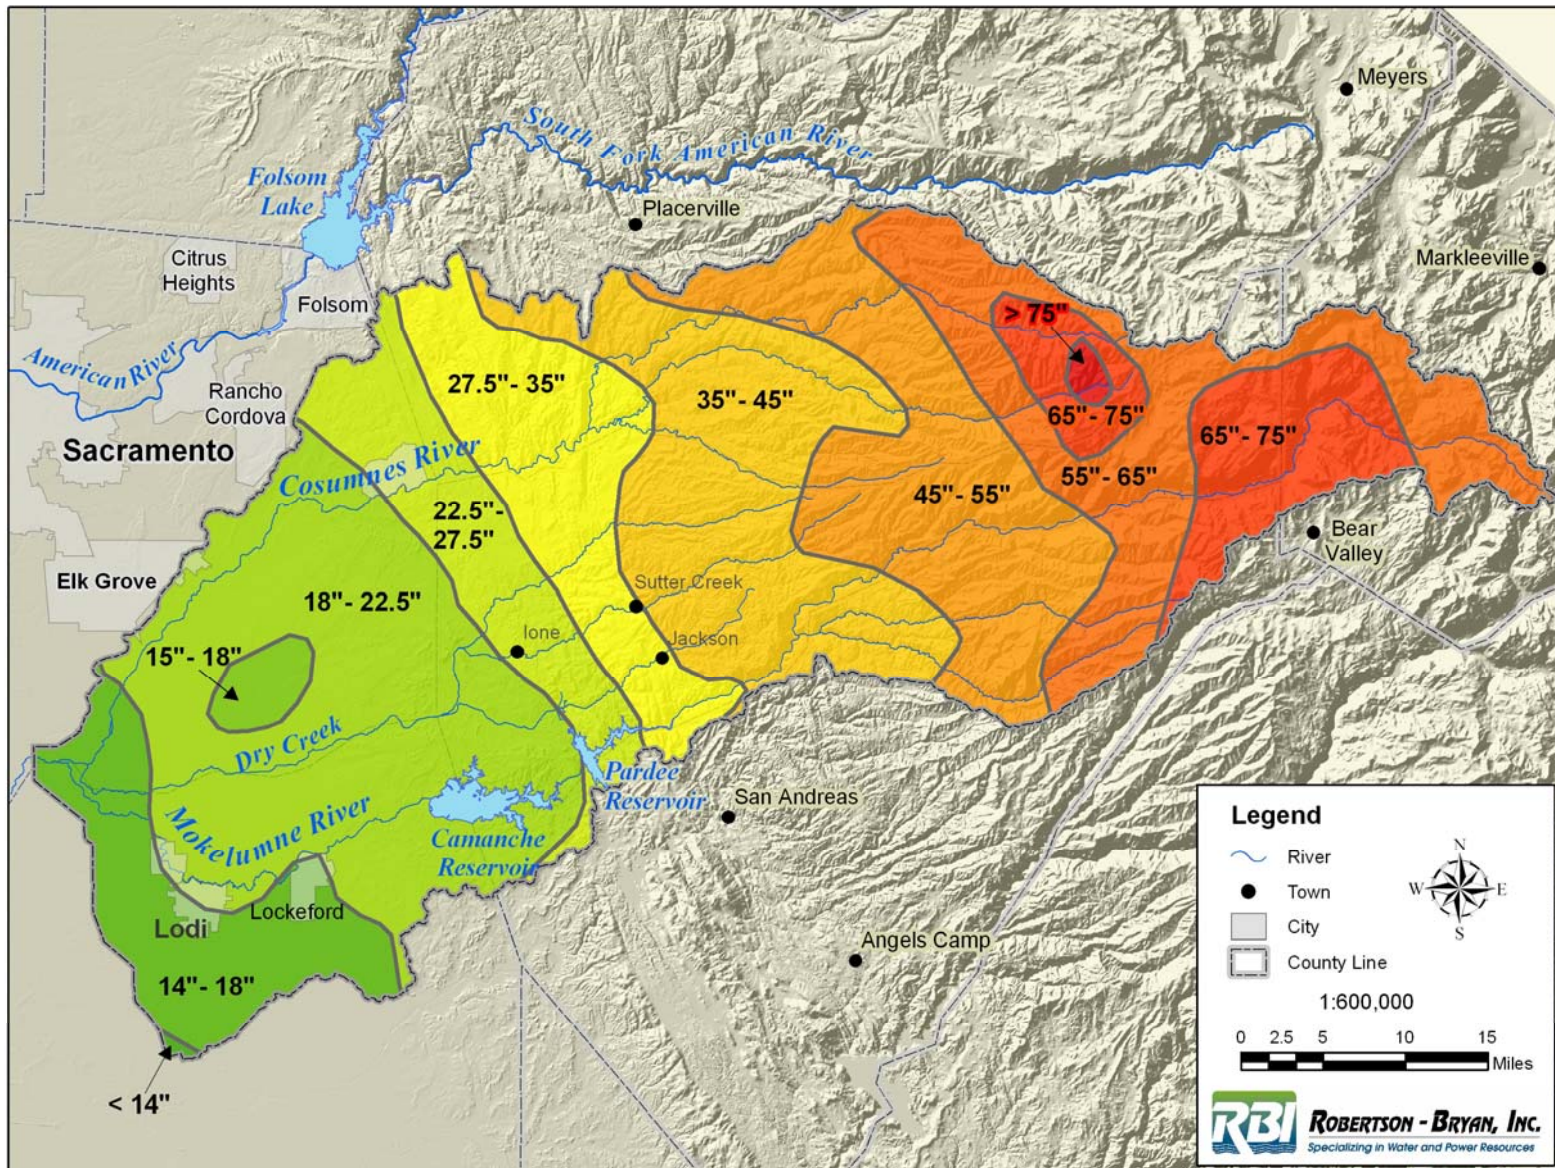 Meyers
South Fork American River
Folsom
Lake
Placerville
Citrus
Heights
Markleeville
Folsom
> 75"
American River
27.5"- 35"
35"- 45"
Rancho
Cordova
65"- 75"
65"- 75"
Sacramento
Cosumnes River
55"- 65"
45"- 55"
22.5"-
27.5"
Bear
Valley
Elk Grove
Sutter Creek
18"- 22.5"
Ione
Jackson
15"- 18"
Dry Creek
Pardee
Reservoir
San Andreas
Mokelumne River
Camanche
Reservoir
Lockeford
Lodi
Angels Camp
14"- 18"
< 14"
Legend
River
Town
City
County Line
N
W
E
S
1:600,000
0 2.5 5 10 15
Miles
RBI ROBERTSON - BRYAN, INC.
Specializing in Water and Power Resources